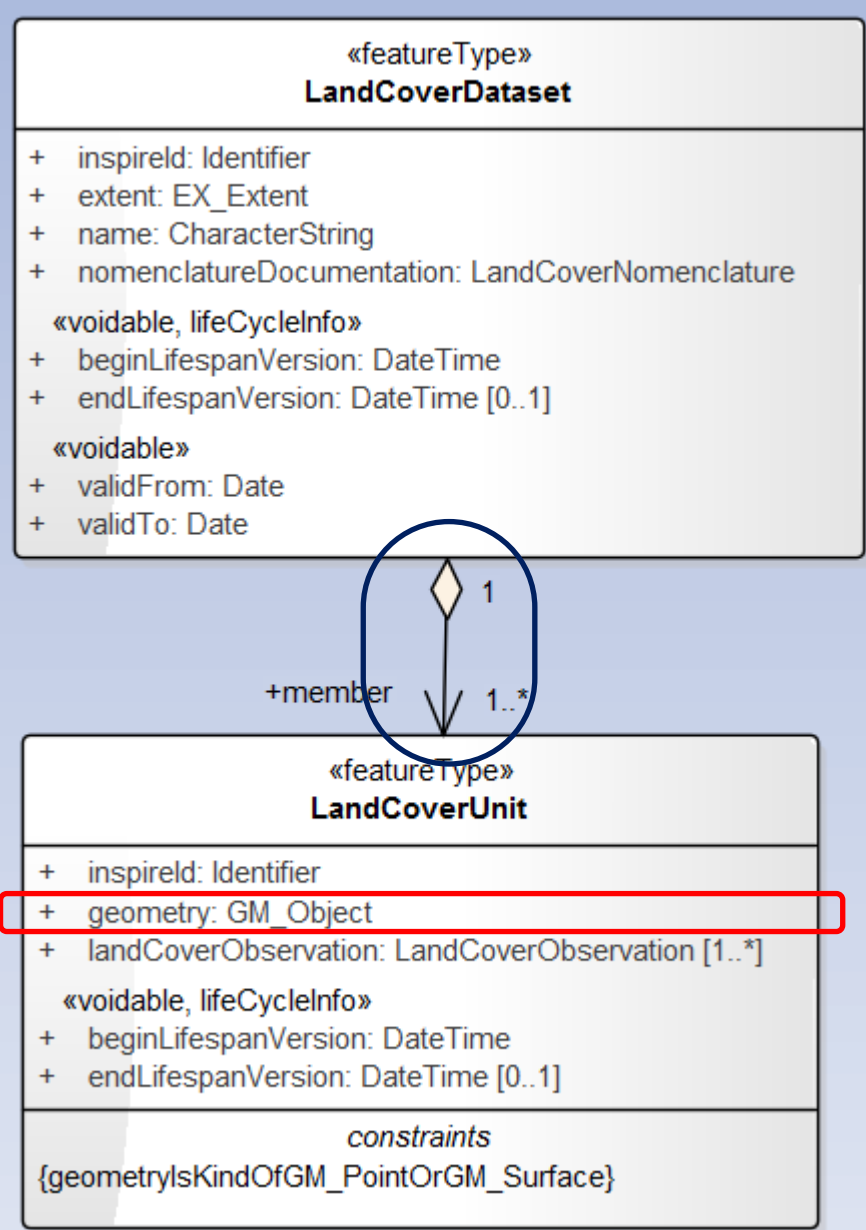 «featureType»
LandCoverDataset
+ inspireId: Identifier
+ extent: EX_Extent
+ name: CharacterString
+ nomenclatureDocumentation: LandCoverNomenclature
«voidable, lifeCycleInfo»
+ beginLifespanVersion: DateTime
+ endLifespanVersion: DateTime [0..1]
«voidable»
+ validFrom: Date
+ validTo: Date
1
+member 1..*
«featureType»
LandCoverUnit
+ inspireId: Identifier
+ geometry: GM_Object
+ landCoverObservation: LandCoverObservation [1..*]
«voidable, lifeCycleInfo»
+ beginLifespanVersion: DateTime
+ endLifespanVersion: DateTime [0..1]
constraints
{geometryIsKindOfGM_PointOrGM_Surface}